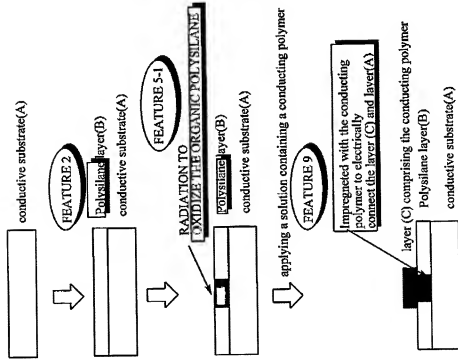 conductive substrate(A)
FEATURE 2
Polysilane layer(B)
conductive substrate(A)
FEATURE 5-1
RADIATION TO
OXIDIZE THE ORGANIC POLYSILANE
Polysilane layer(B)
conductive substrate(A)
applying a solution containing a conducting polymer
FEATURE 9
Impregneted with the conducting
polymer to electrically
connect the layer (C) and layer(A)
layer (C) comprising the conducting polymer
Polysilane layer(B)
conductive substrate(A)